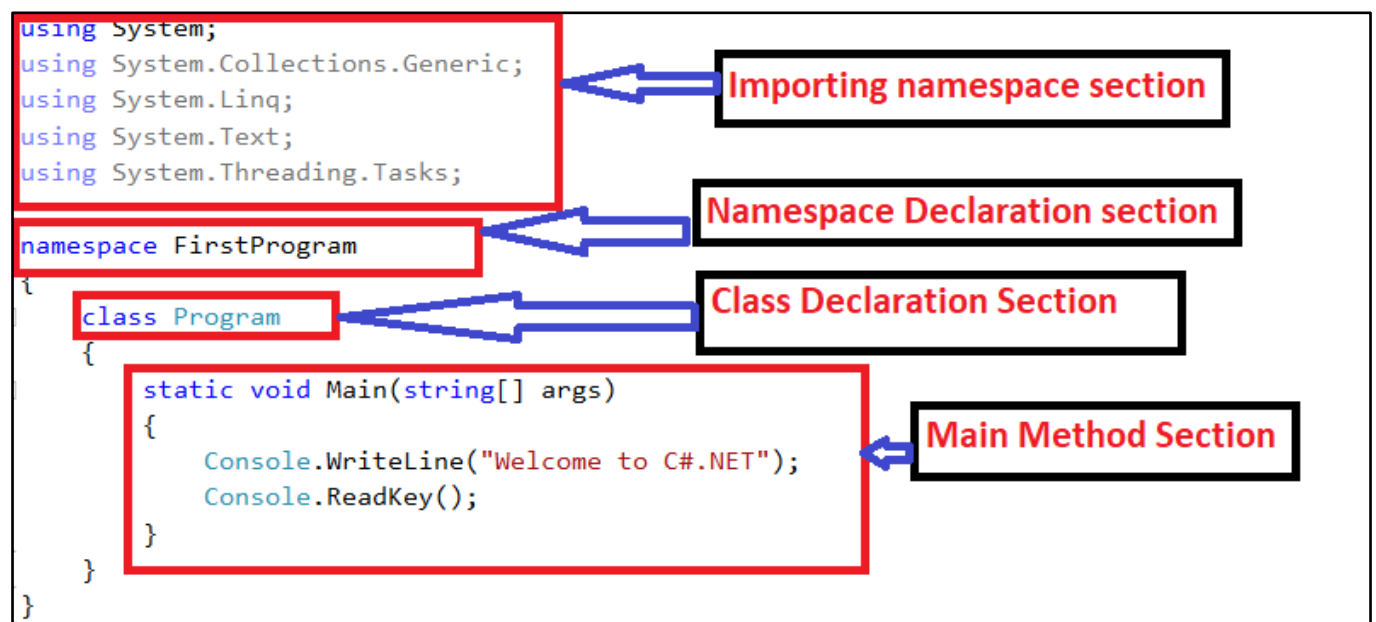 using System;
using System.Collections.Generic;
using System.Linq;
using System.Text;
using System.Threading.Tasks;
Importing namespace section
Namespace Declaration section
namespace FirstProgram
{
class Program
Class Declaration Section
{
static void Main(string[] args)
{
Console.WriteLine("Welcome to C#.NET");
Console.ReadKey();
}
Main Method Section
}
}